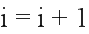 i = i + 1